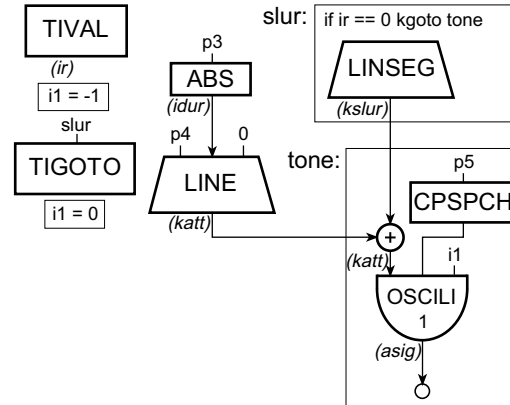 TIVAL
(ir)
i1 = -1
slur
TIGOTO
i1 = 0
p3
ABS
(idur)
p4 0
LINE
(katt)
slur: if ir == 0 kgoto tone
LINSEG
(kslur)
tone:
p5
CPSPCH
+
(katt)
i1
OSCILI
1
(asig)